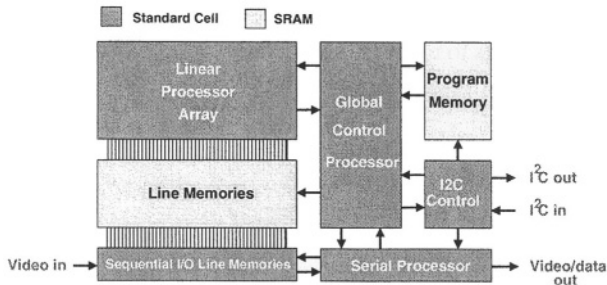 Standard Cell
SRAM
Linear
Processor
Array
Global
Control
Processor
Program
Memory
Line Memories
I2C
Control
I²C out
I²C in
Video in
Sequential I/O Line Memories
Serial Processor
Video/data
out